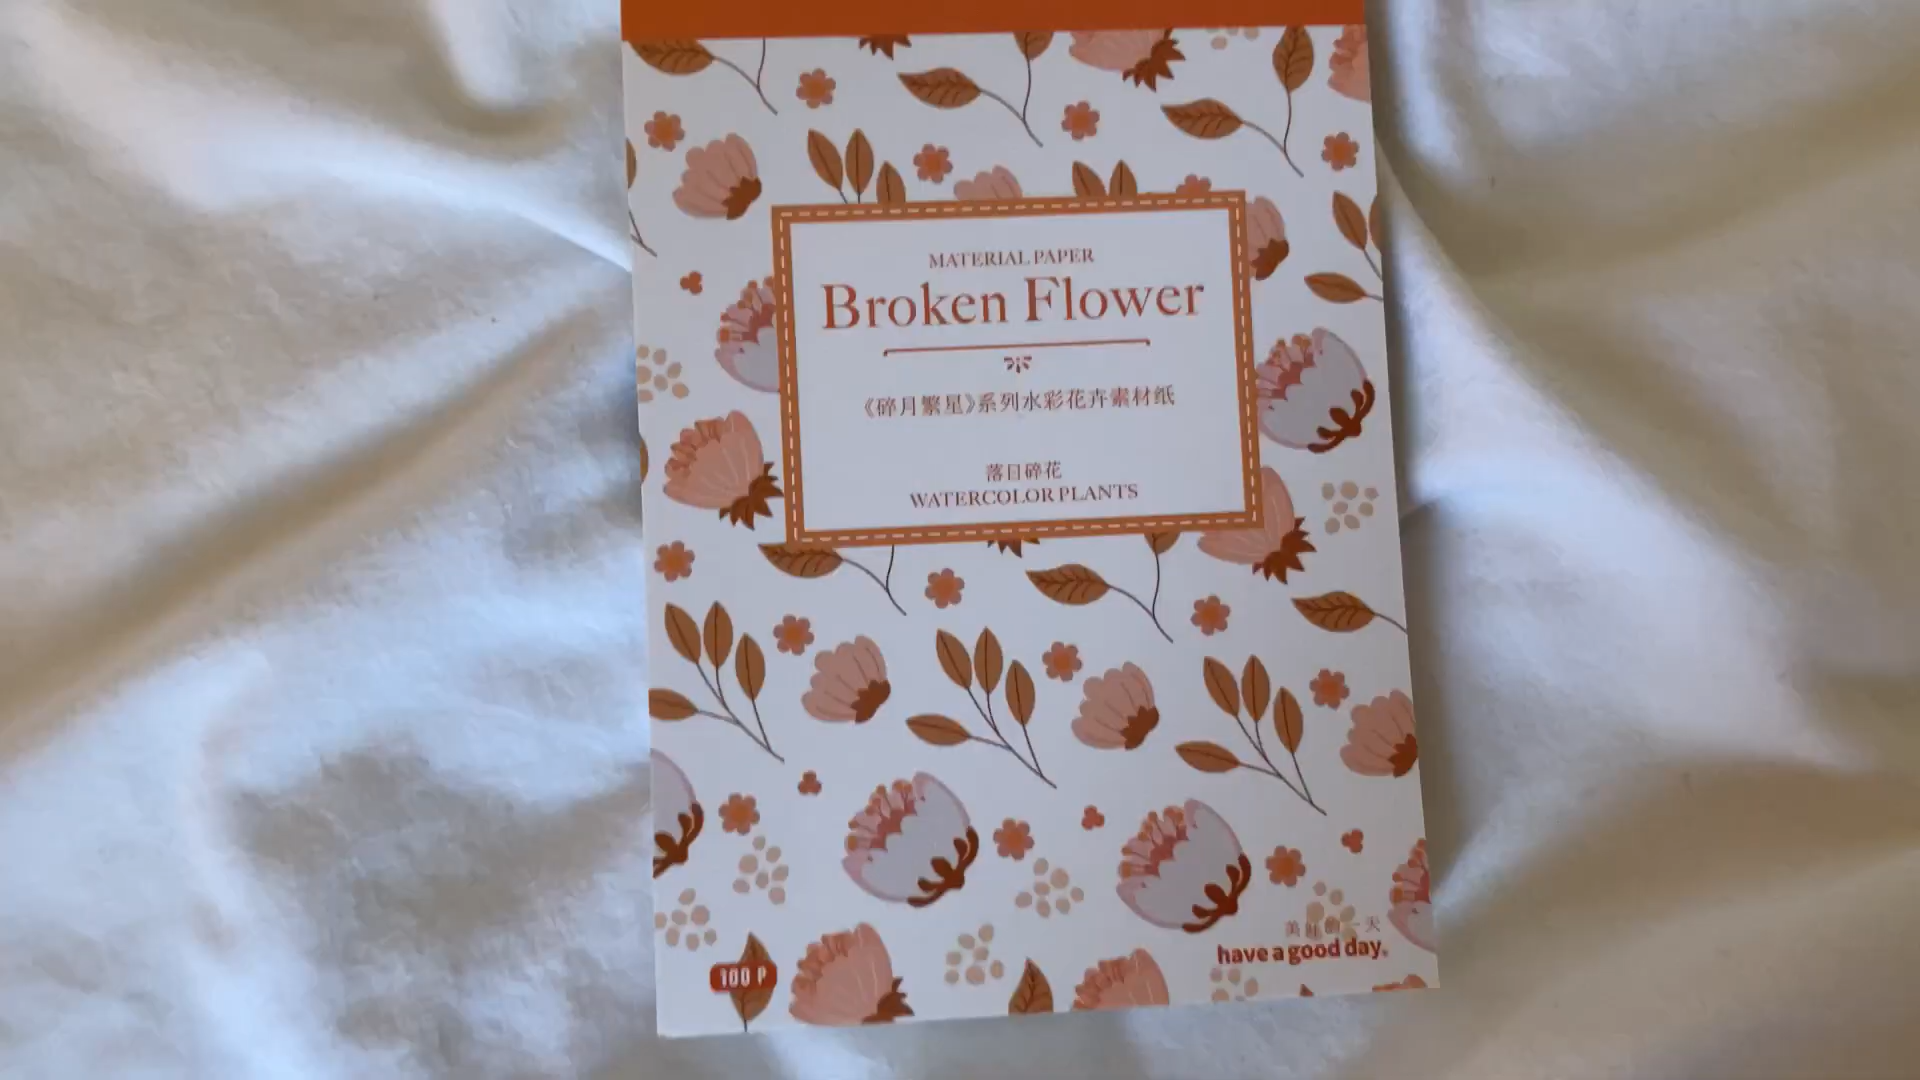 MATERIAL PAPER
Broken Flower
《碎月繁星》系列水彩花卉素材纸
落日碎花
WATERCOLOR PLANTS
美好的一天
have a good day.
100 P